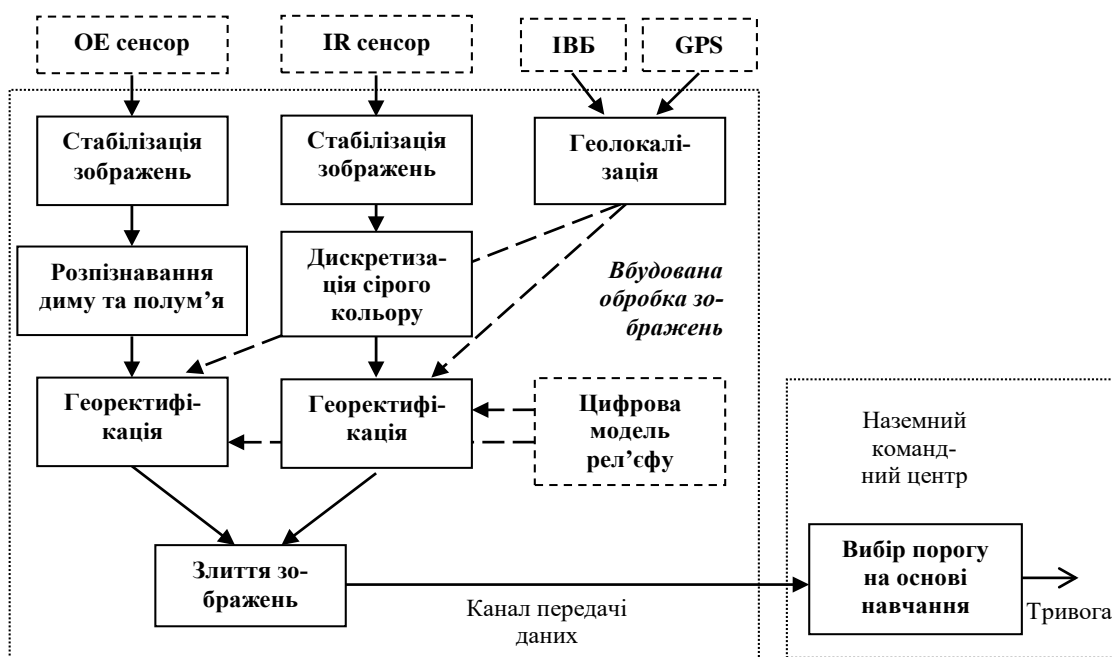 ОЕ сенсор
IR сенсор
ІВБ
GPS
Стабілізація
зображень
Стабілізація
зображень
Геолокалі-
зація
Розпізнавання
диму та полум’я
Дискретиза-
ція сірого
кольору
Вбудована
обробка зо-
бражень
Георектифі-
кація
Георектифі-
кація
Цифрова
модель
рел’єфу
Наземний
команд-
ний центр
Злиття зо-
бражень
Канал передачі
даних
Вибір порогу
на основі
навчання
Тривога